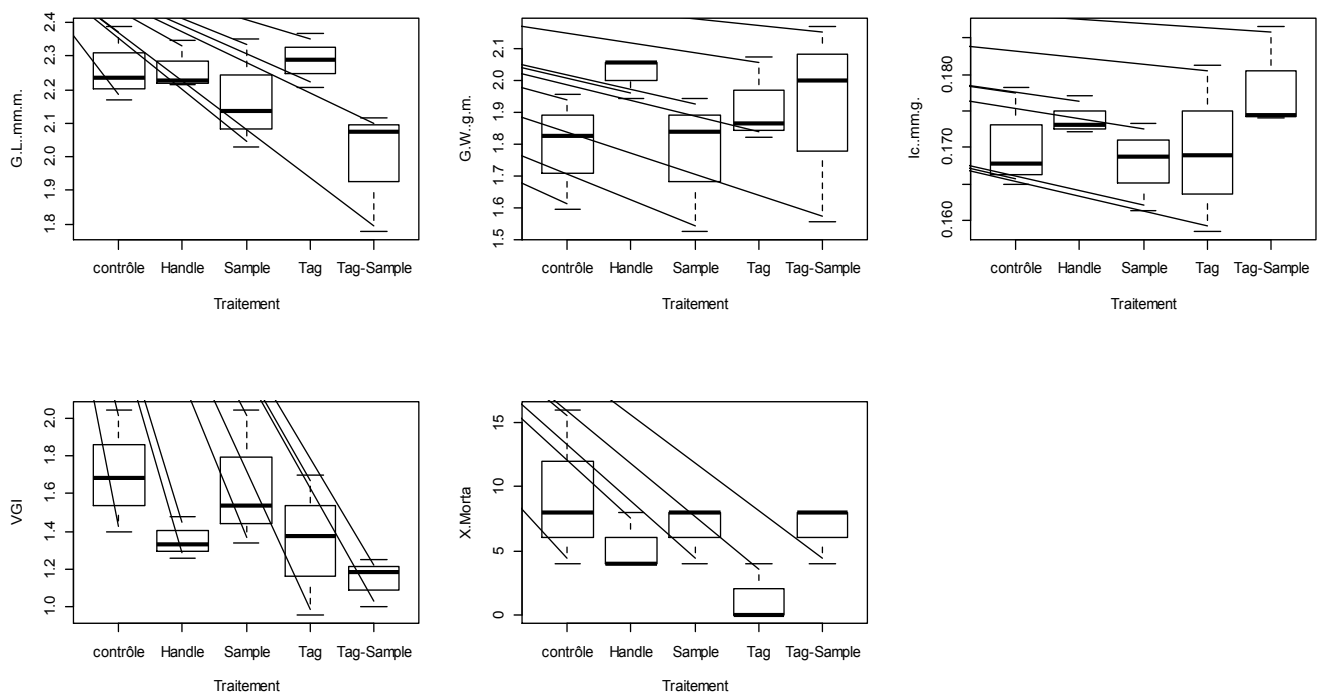 G.L..mm.m.
1.8 1.9 2.0 2.1 2.2 2.3 2.4
contrôle Handle Sample Tag Tag-Sample
Traitement
G.W..g.m.
1.5 1.6 1.7 1.8 1.9 2.0 2.1
contrôle Handle Sample Tag Tag-Sample
Traitement
Ic..mm.g.
0.160 0.170 0.180
contrôle Handle Sample Tag Tag-Sample
Traitement
VGI
1.0 1.2 1.4 1.6 1.8 2.0
contrôle Handle Sample Tag Tag-Sample
Traitement
X.Morta
0 5 10 15
contrôle Handle Sample Tag Tag-Sample
Traitement